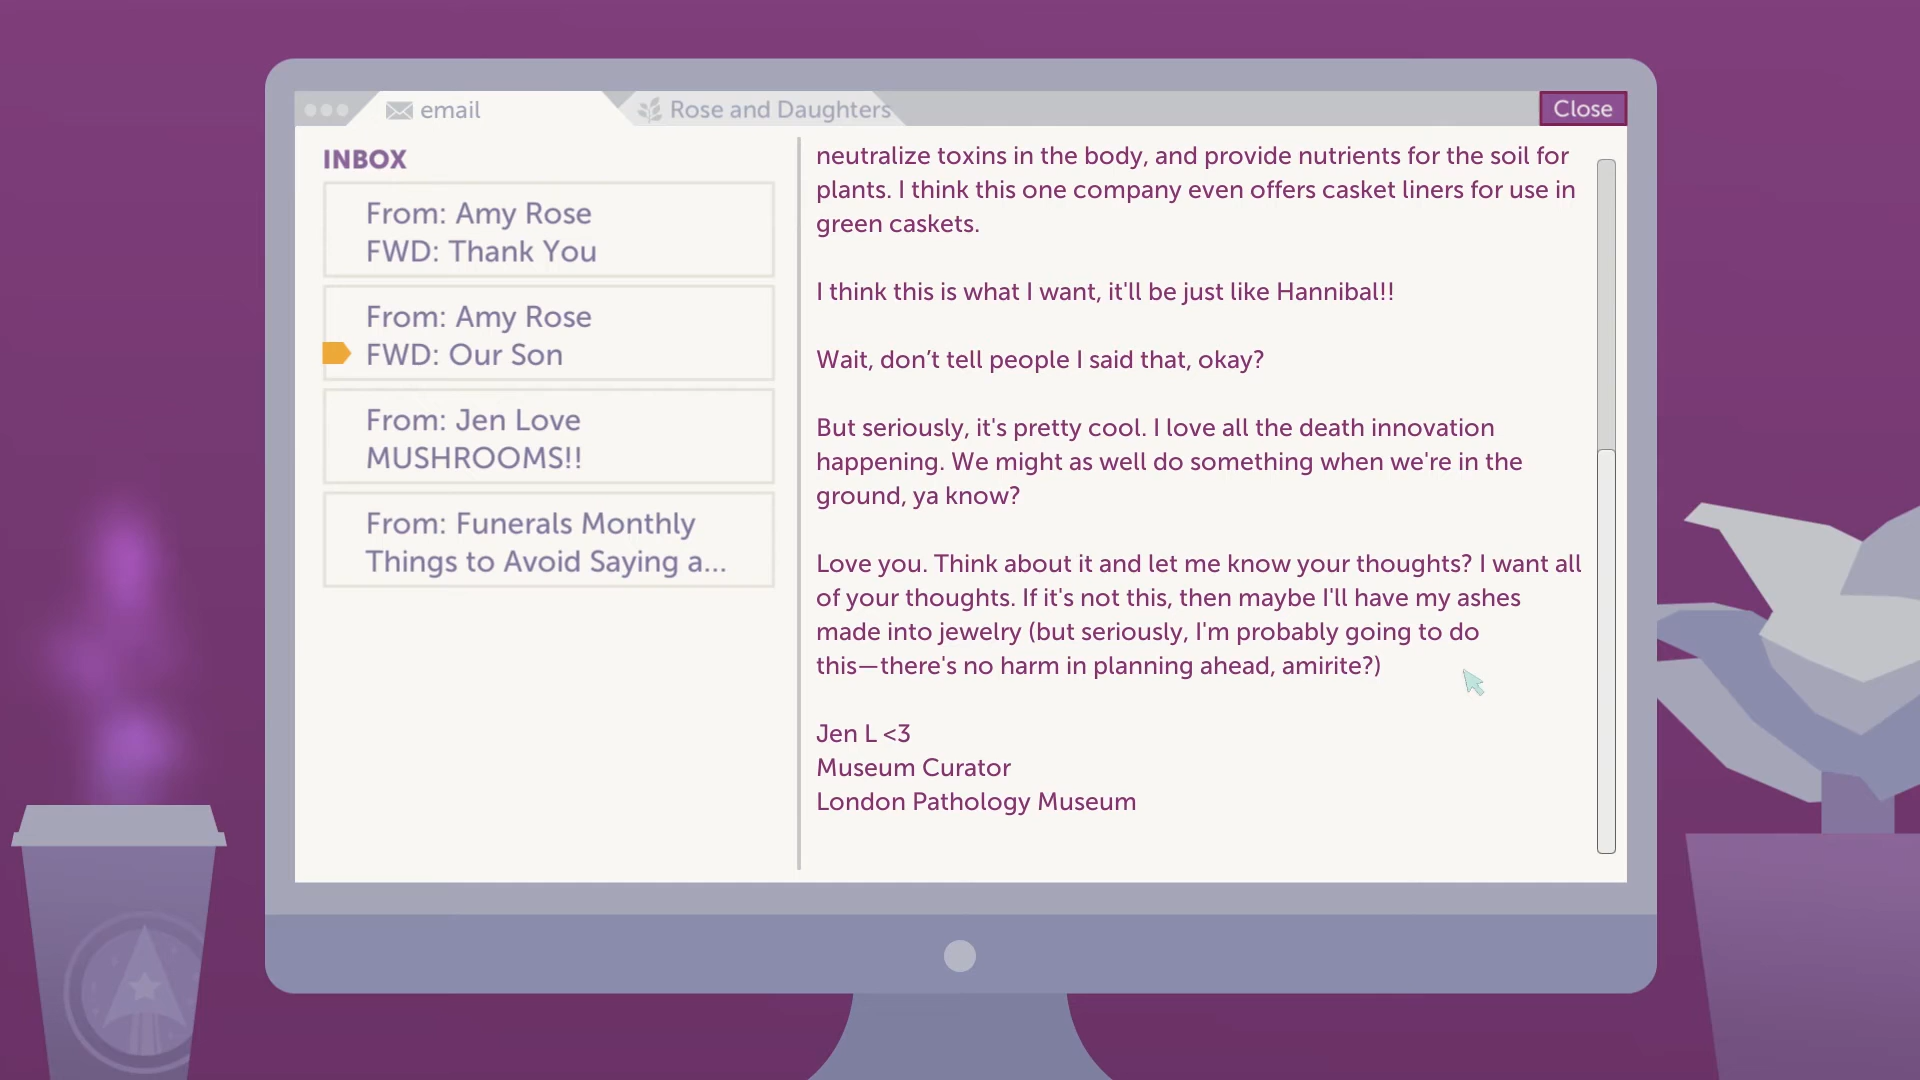 email
Rose and Daughters
Close
INBOX
From: Amy Rose
FWD: Thank You
From: Amy Rose
FWD: Our Son
From: Jen Love
MUSHROOMS!!
From: Funerals Monthly
Things to Avoid Saying a...
neutralize toxins in the body, and provide nutrients for the soil for
plants. I think this one company even offers casket liners for use in
green caskets.
I think this is what I want, it'll be just like Hannibal!!
Wait, don’t tell people I said that, okay?
But seriously, it's pretty cool. I love all the death innovation
happening. We might as well do something when we're in the
ground, ya know?
Love you. Think about it and let me know your thoughts? I want all
of your thoughts. If it's not this, then maybe I'll have my ashes
made into jewelry (but seriously, I'm probably going to do
this—there's no harm in planning ahead, amirite?)
Jen L <3
Museum Curator
London Pathology Museum